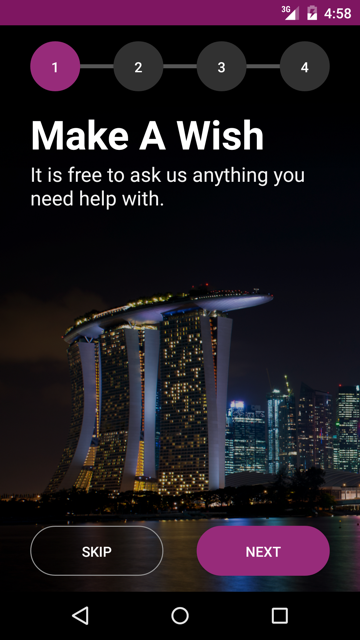 3G
4:58
1
2
3
4
Make A Wish
It is free to ask us anything you
need help with.
SKIP
NEXT